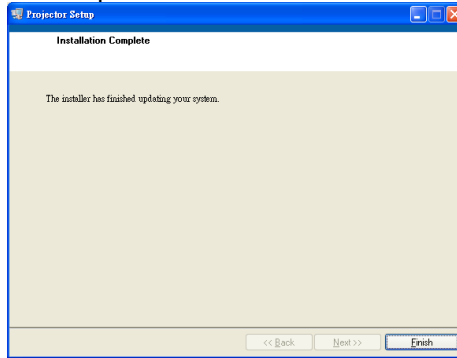 Projector Setup
Installation Complete
The installer has finished updating your system.
<< Back
Next >>
Finish